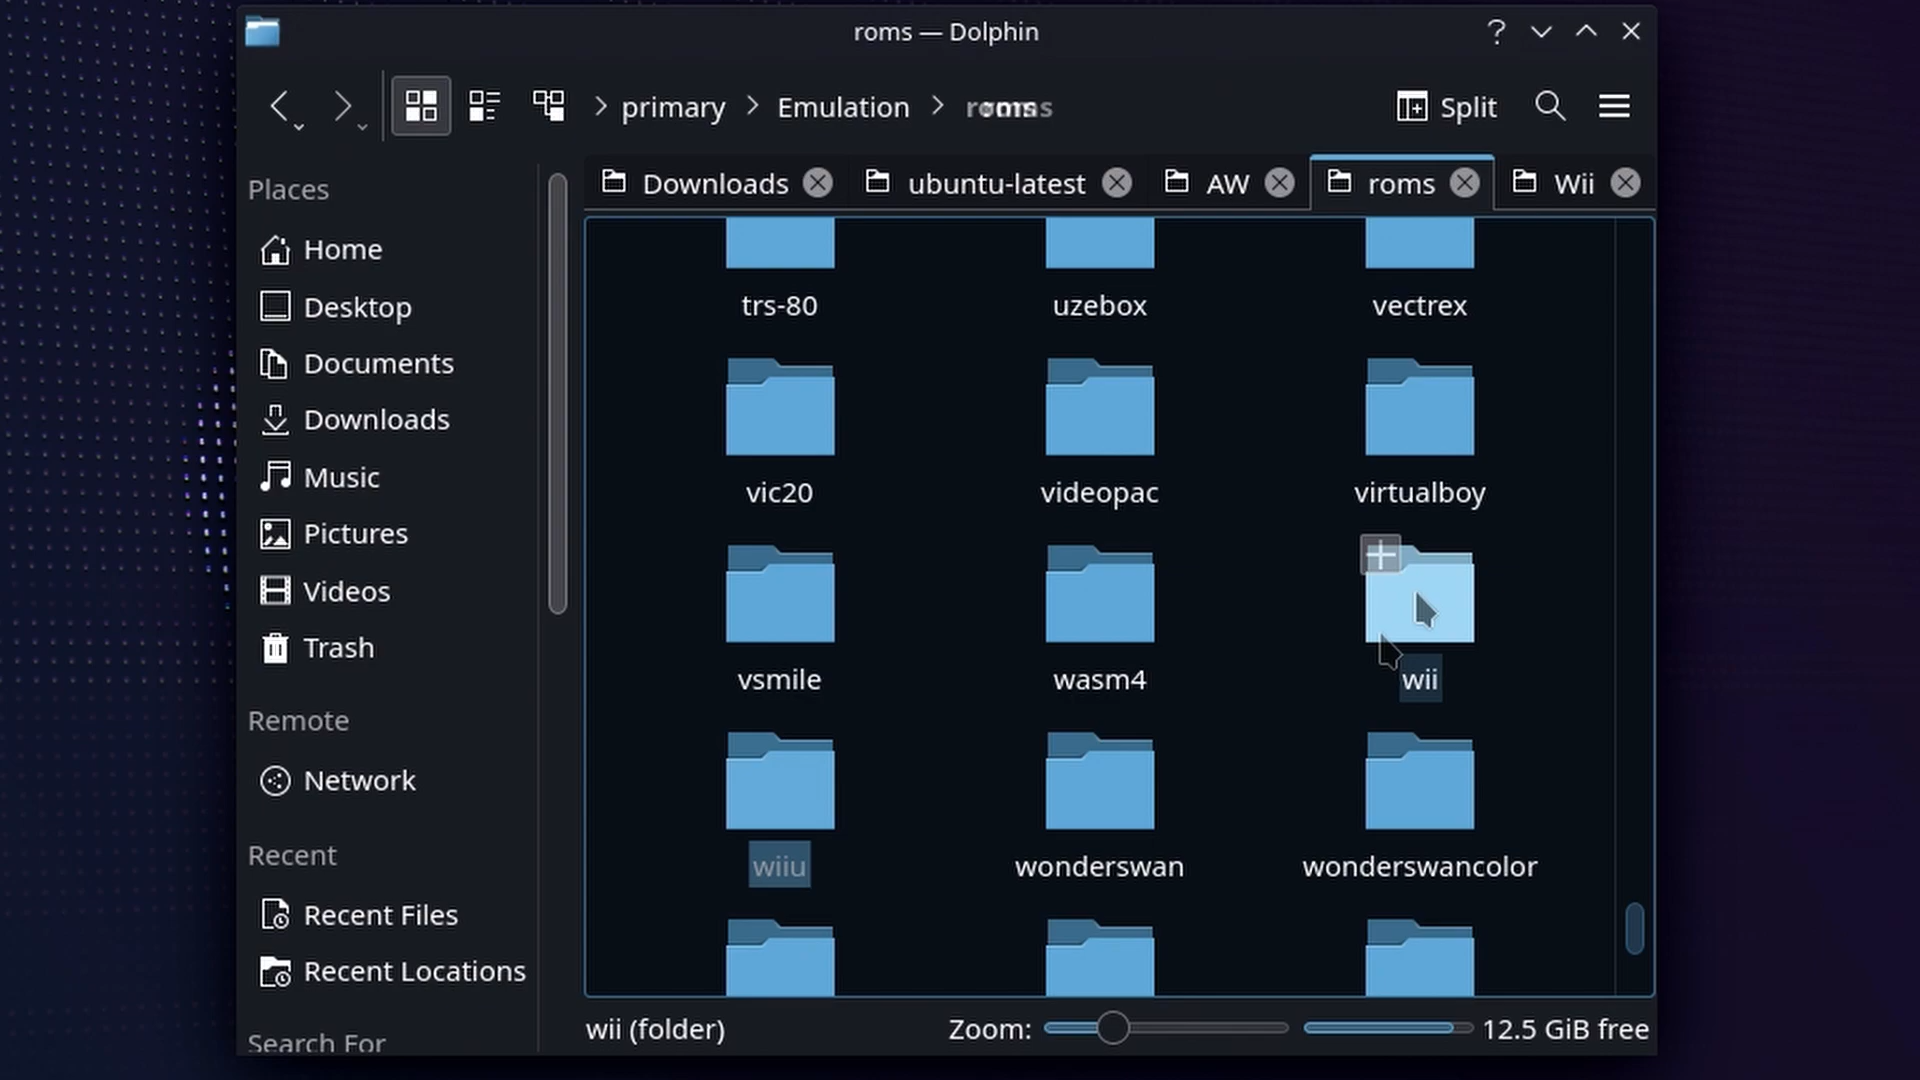 roms — Dolphin
primary Emulation roms
Split
Downloads ubuntu-latest AW roms Wii
Places
Home
Desktop
Documents
Downloads
Music
Pictures
Videos
Trash
Remote
Network
Recent
Recent Files
Recent Locations
Search For
trs-80 uzebox vectrex
vic20 videopac virtualboy
vsmile wasm4 wii
wiiu wonderswan wonderswancolor
wii (folder) Zoom: 12.5 GiB free